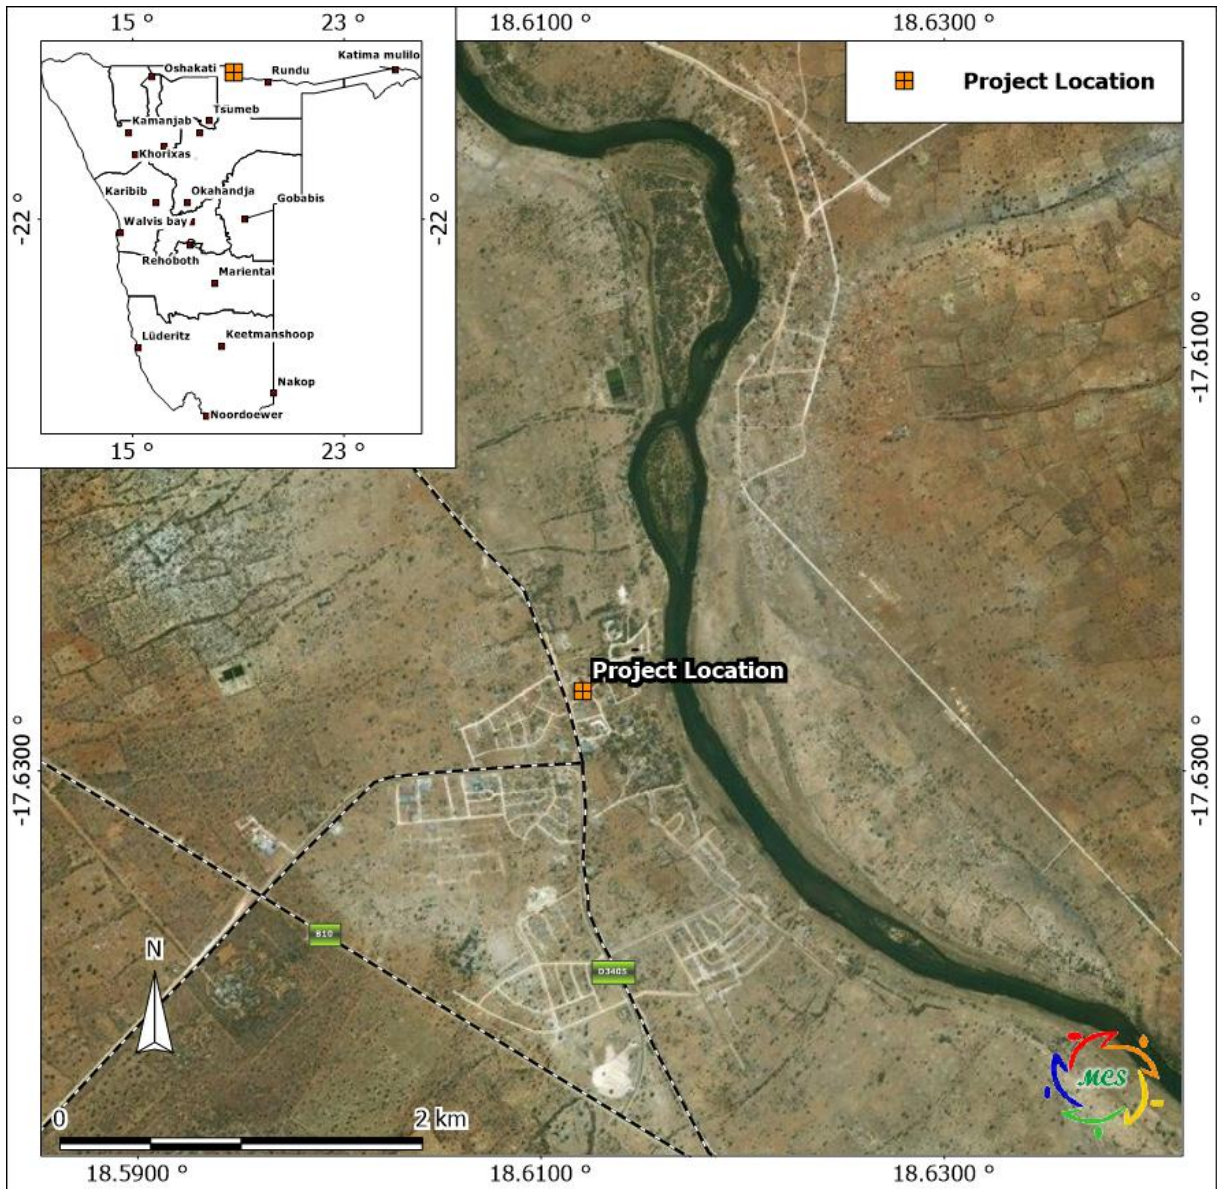 15 °
23 °
18.6100 °
18.6300 °
Katima mulilo
Oshakati
Rundu
Project Location
Tsumeb
Kamanjab
Khorixas
Karibib
Okahandja
Gobabis
-22 °
-22 °
Walvis bay
Rehoboth
Mariental
Lüderitz
Keetmanshoop
-17.6100 °
Nakop
Noordoewer
15 °
23 °
Project Location
-17.6300 °
-17.6300 °
B10
N
D3405
MCS
0
2 km
18.5900 °
18.6100 °
18.6300 °